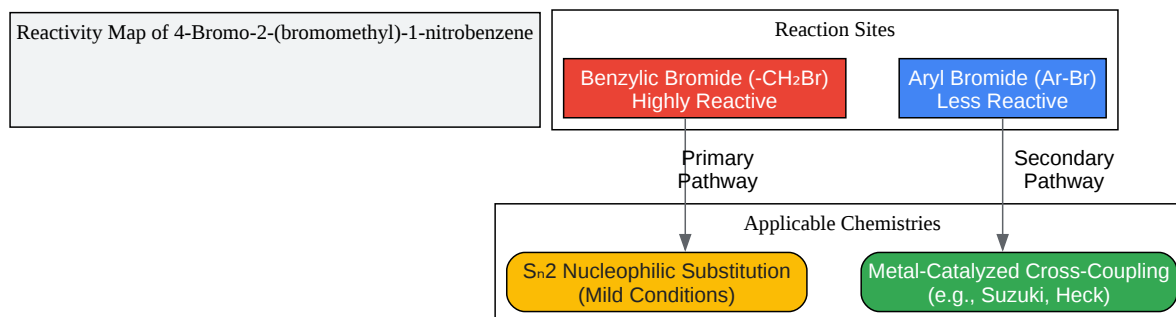 Reactivity Map of 4-Bromo-2-(bromomethyl)-1-nitrobenzene
Reaction Sites
Benzylic Bromide (-CH₂Br)
Highly Reactive
Aryl Bromide (Ar-Br)
Less Reactive
Primary
Pathway
Secondary
Pathway
Applicable Chemistries
Sₙ2 Nucleophilic Substitution
(Mild Conditions)
Metal-Catalyzed Cross-Coupling
(e.g., Suzuki, Heck)